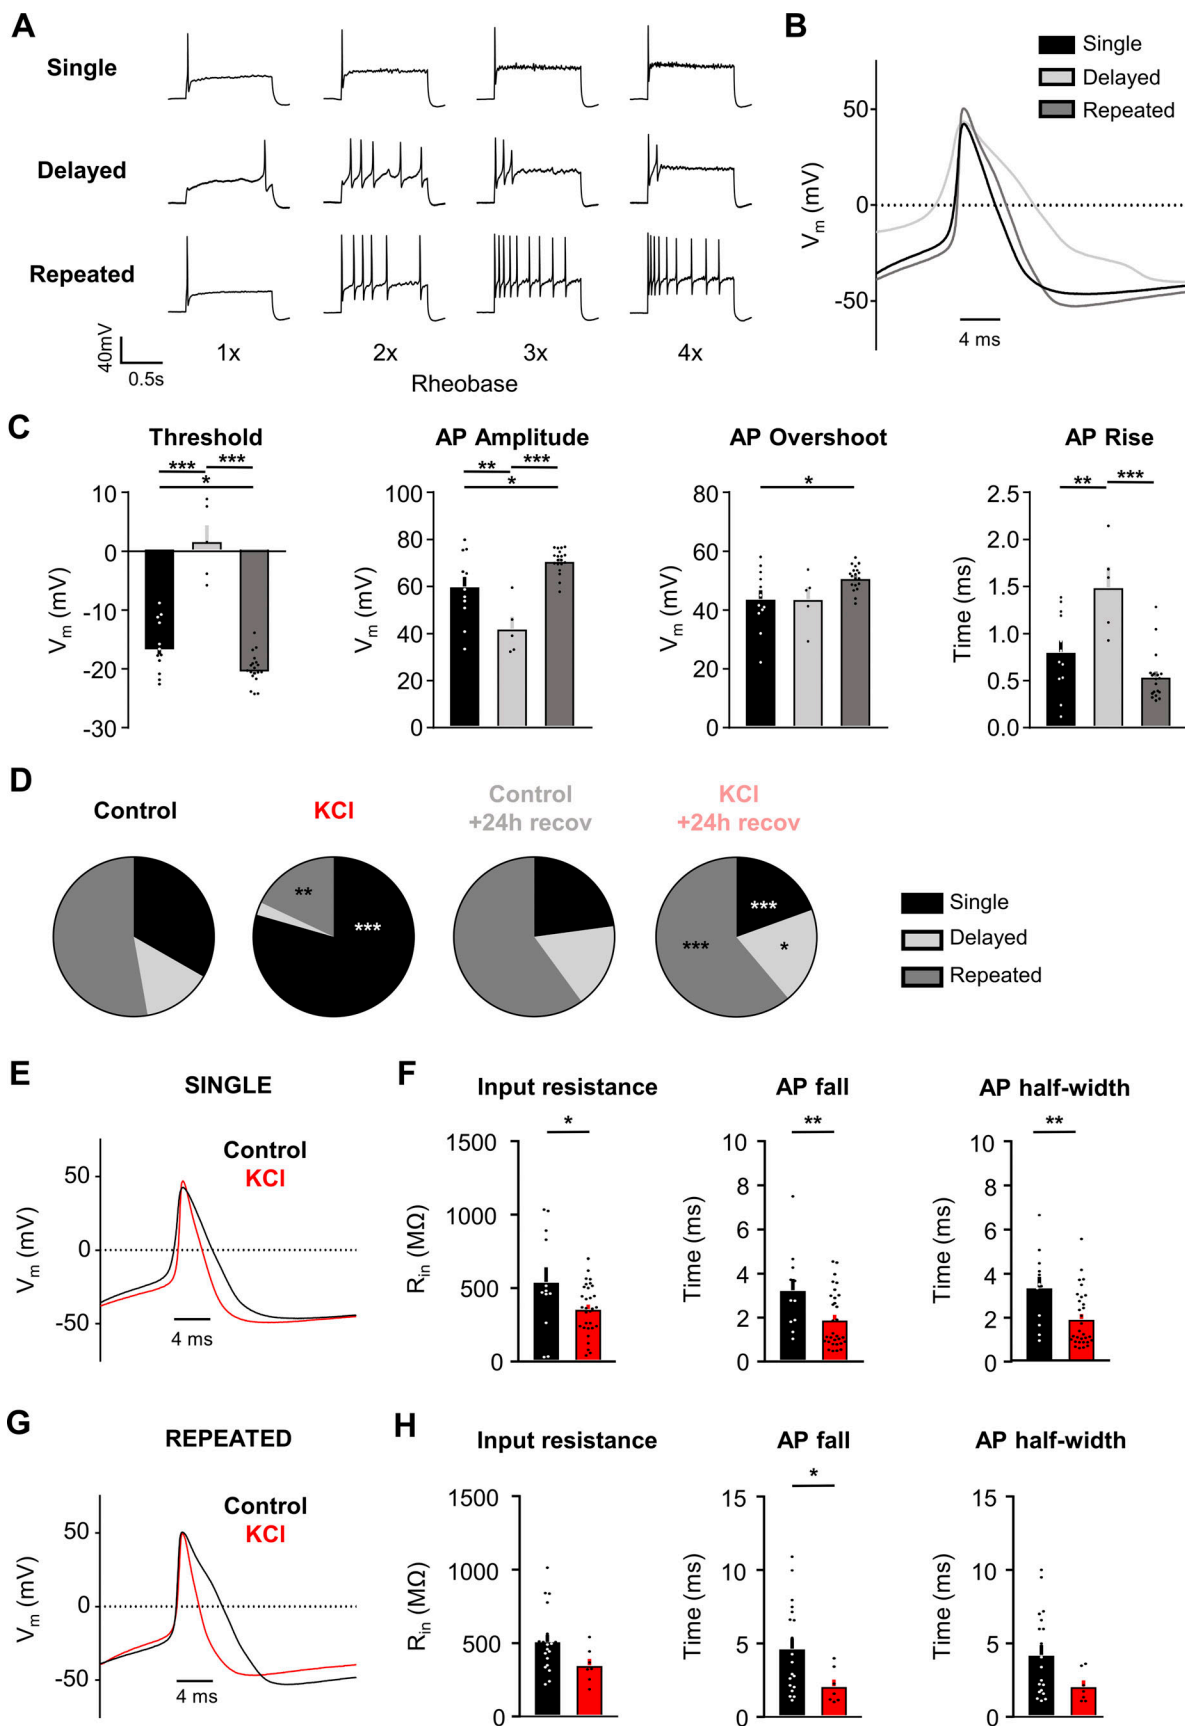 A
Single
Delayed
Repeated
40mV
0.5s
1x
2x
3x
4x
Rheobase
B
Single
Delayed
Repeated
Vm (mV)
50
0
-50
4 ms
C
Threshold
***
***
*
Vm (mV)
10
0
-10
-20
-30
AP Amplitude
**
***
*
Vm (mV)
100
80
60
40
20
0
AP Overshoot
*
Vm (mV)
80
60
40
20
0
AP Rise
**
***
Time (ms)
2.5
2.0
1.5
1.0
0.5
0.0
D
Control
KCl
Control
+24h recov
KCl
+24h recov
**
***
***
***
*
Single
Delayed
Repeated
E
SINGLE
Control
KCl
Vm (mV)
50
0
-50
4 ms
F
Input resistance
*
Rin (MΩ)
1500
1000
500
0
AP fall
**
Time (ms)
10
8
6
4
2
0
AP half-width
**
Time (ms)
10
8
6
4
2
0
G
REPEATED
Control
KCl
Vm (mV)
50
0
-50
4 ms
H
Input resistance
Rin (MΩ)
1500
1000
500
0
AP fall
*
Time (ms)
15
10
5
0
AP half-width
Time (ms)
15
10
5
0